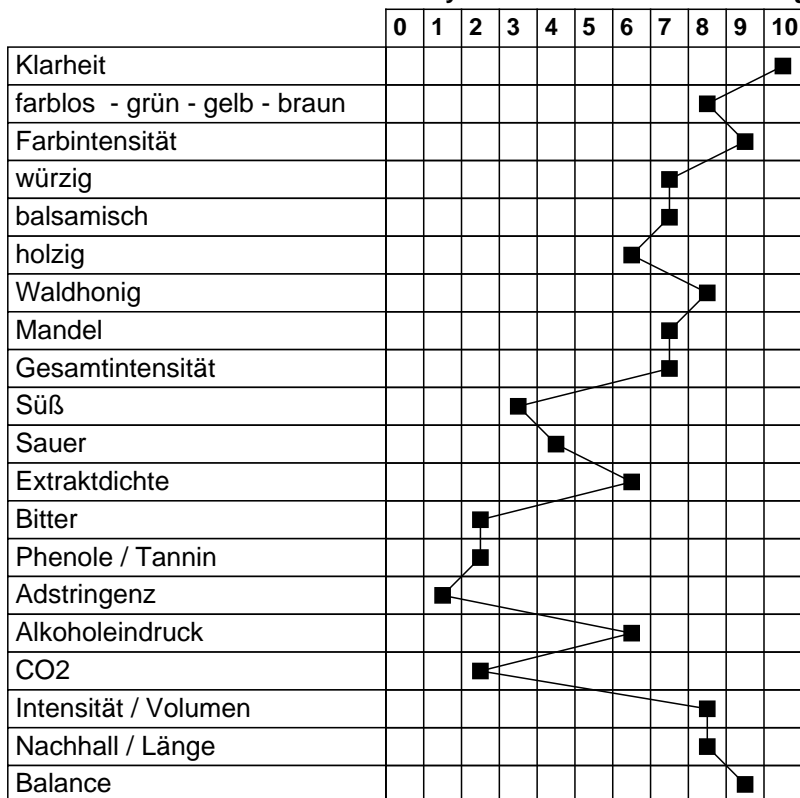 0 1 2 3 4 5 6 7 8 9 10
Klarheit
farblos - grün - gelb - braun
Farbintensität
würzig
balsamisch
holzig
Waldhonig
Mandel
Gesamtintensität
Süß
Sauer
Extraktdichte
Bitter
Phenole / Tannin
Adstringenz
Alkoholeindruck
CO2
Intensität / Volumen
Nachhall / Länge
Balance